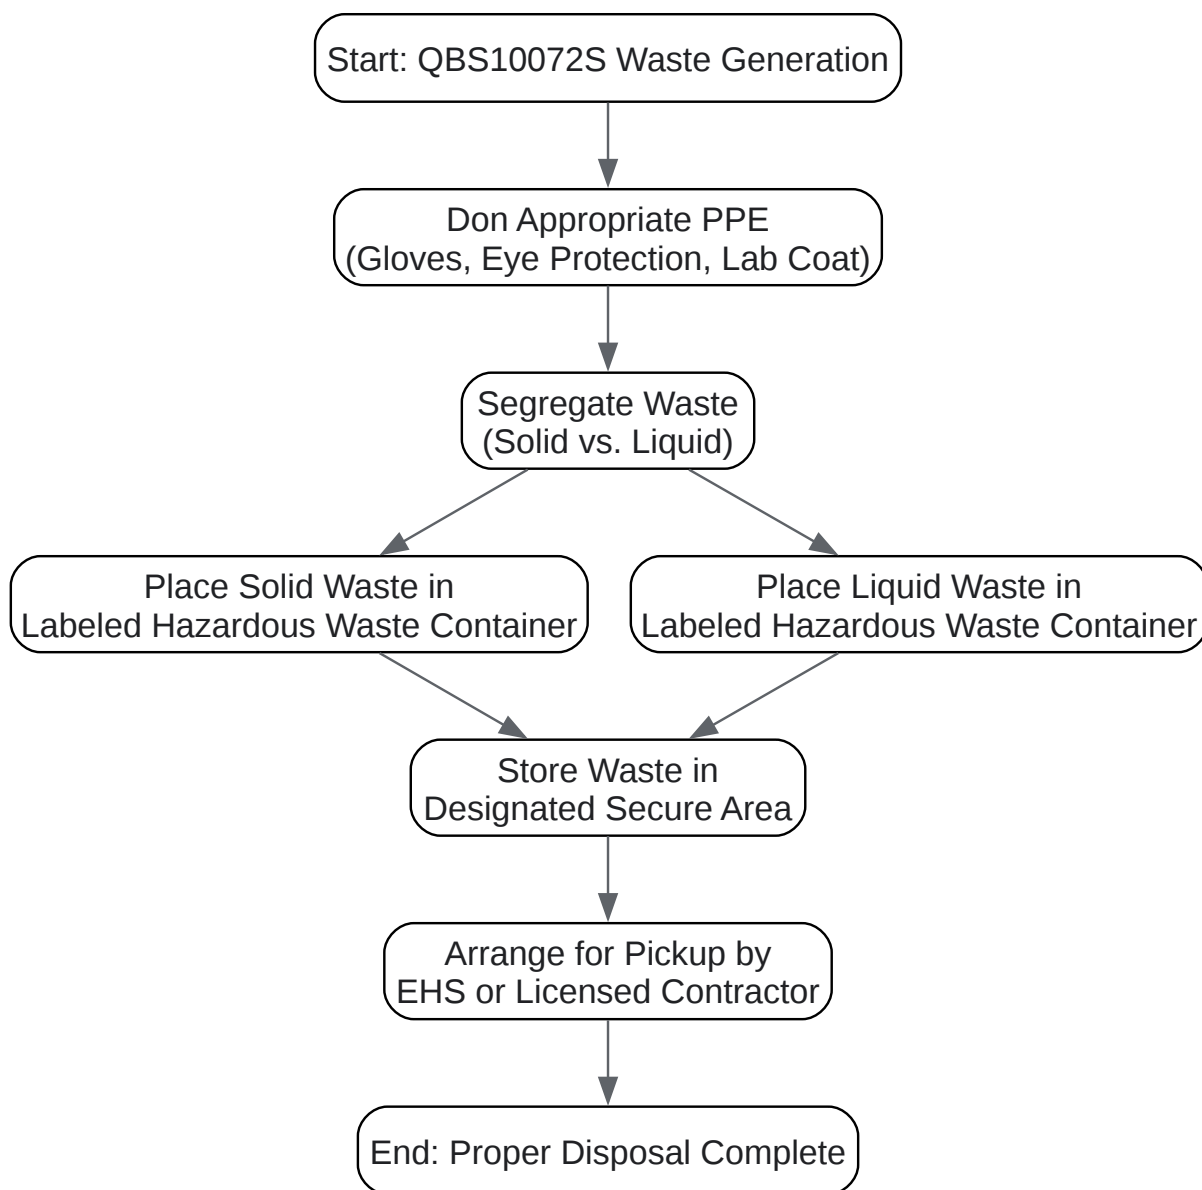 Start: QBS10072S Waste Generation
Don Appropriate PPE
(Gloves, Eye Protection, Lab Coat)
Segregate Waste
(Solid vs. Liquid)
Place Solid Waste in
Labeled Hazardous Waste Container
Place Liquid Waste in
Labeled Hazardous Waste Container
Store Waste in
Designated Secure Area
Arrange for Pickup by
EHS or Licensed Contractor
End: Proper Disposal Complete